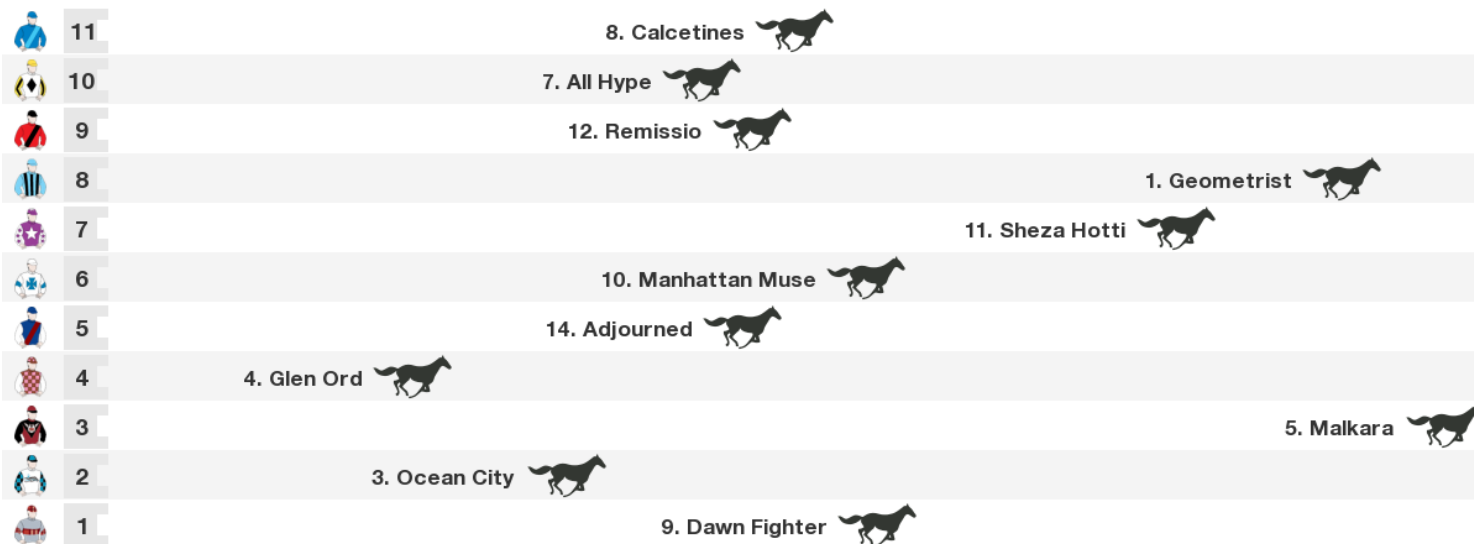 11 8. Calcetines
10 7. All Hype
9 12. Remissio
8 1. Geometrist
7 11. Sheza Hotti
6 10. Manhattan Muse
5 14. Adjourned
4 4. Glen Ord
3 5. Malkara
2 3. Ocean City
1 9. Dawn Fighter